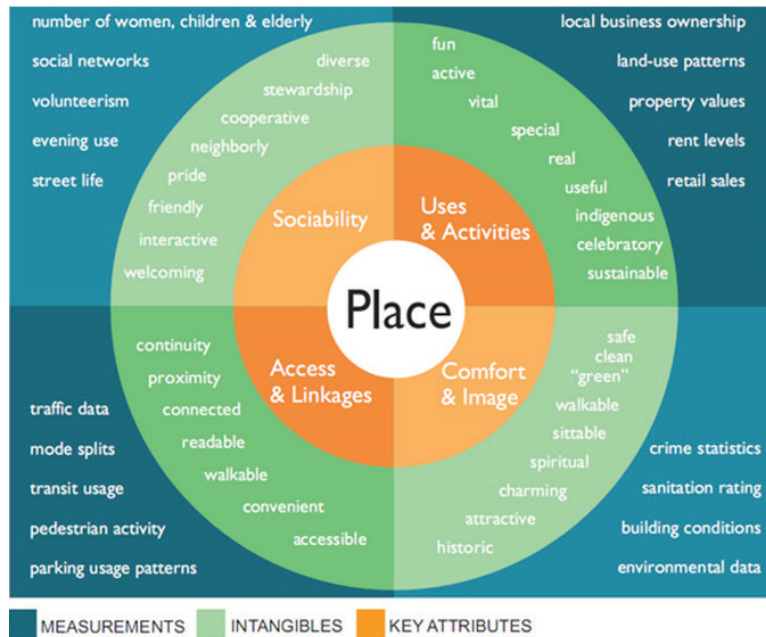 number of women, children & elderly
social networks
volunteerism
evening use
street life
diverse
stewardship
cooperative
neighborly
pride
friendly
interactive
welcoming
Sociability
fun
active
vital
special
real
useful
indigenous
celebratory
sustainable
Uses
& Activities
local business ownership
land-use patterns
property values
rent levels
retail sales
Place
continuity
proximity
connected
readable
walkable
convenient
accessible
Access
& Linkages
traffic data
mode splits
transit usage
pedestrian activity
parking usage patterns
Comfort
& Image
safe
clean
“green“
walkable
sittable
spiritual
charming
attractive
historic
crime statistics
sanitation rating
building conditions
environmental data
MEASUREMENTS
INTANGIBLES
KEY ATTRIBUTES